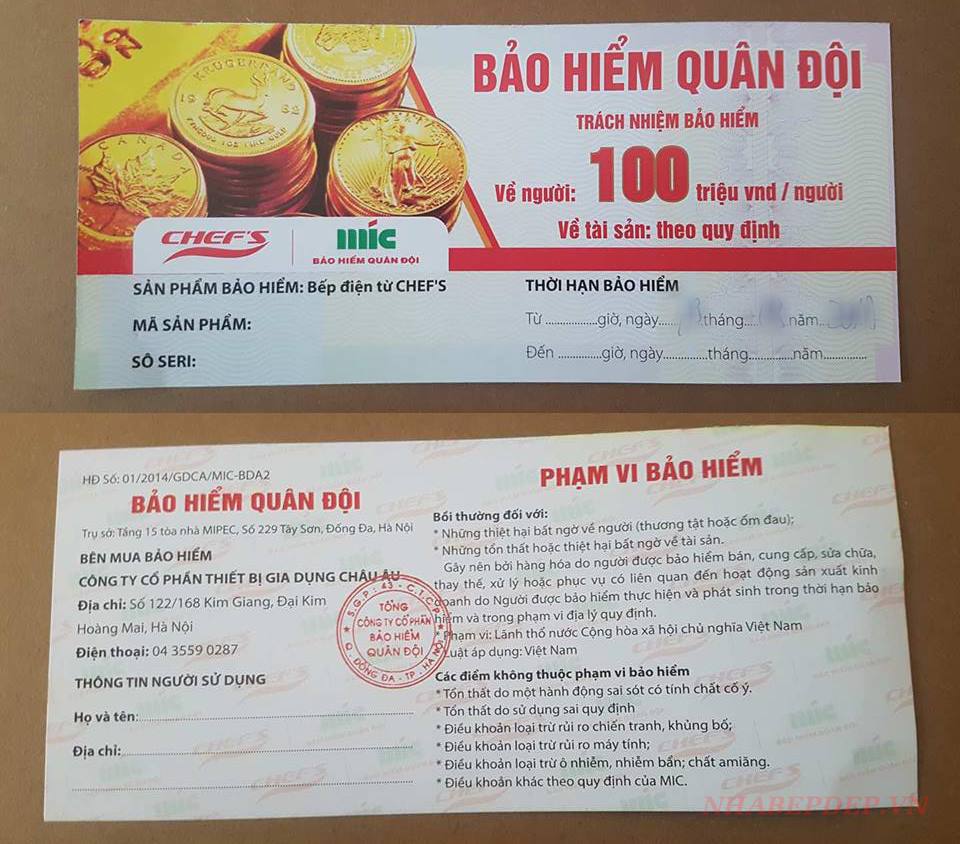 KRUGERRAND
1982
FYNGOUD 1 OZ FINE GOLD
CANADA
BẢO HIỂM QUÂN ĐỘI
TRÁCH NHIỆM BẢO HIỂM
Về người: 100 triệu vnd / người
Về tài sản: theo quy định
CHEF'S
mic
BẢO HIỂM QUÂN ĐỘI
SẢN PHẨM BẢO HIỂM: Bếp điện từ CHEF'S
MÃ SẢN PHẨM:
SÔ SERI:
THỜI HẠN BẢO HIỂM
Từ ..................giờ, ngày...... tháng.... năm..
Đến ...............giờ, ngày...............tháng...............năm...............
HĐ Số: 01/2014/GDCA/MIC-BDA2
BẢO HIỂM QUÂN ĐỘI
Trụ sở: Tầng 15 tòa nhà MIPEC, Số 229 Tây Sơn, Đống Đa, Hà Nội
BÊN MUA BẢO HIỂM
CÔNG TY CỔ PHẦN THIẾT BỊ GIA DỤNG CHÂU ÂU
Địa chỉ: Số 122/168 Kim Giang, Đại Kim
Hoàng Mai, Hà Nội
Điện thoại: 04 3559 0287
THÔNG TIN NGƯỜI SỬ DỤNG
Họ và tên:
Địa chỉ:
S.G.P: 43 - C.T.C.P
TỔNG
CÔNG TY CỔ PHẦN
BẢO HIỂM
QUÂN ĐỘI
Q. ĐỐNG ĐA - TP. HÀ NỘI
PHẠM VI BẢO HIỂM
Bồi thường đối với:
* Những thiệt hại bất ngờ về người (thương tật hoặc ốm đau);
* Những tổn thất hoặc thiệt hại bất ngờ về tài sản.
Gây nên bởi hàng hóa do người được bảo hiểm bán, cung cấp, sửa chữa,
thay thế, xử lý hoặc phục vụ có liên quan đến hoạt động sản xuất kinh
doanh do Người được bảo hiểm thực hiện và phát sinh trong thời hạn bảo
hiểm và trong phạm vi địa lý quy định.
* Phạm vi: Lãnh thổ nước Cộng hòa xã hội chủ nghĩa Việt Nam
* Luật áp dụng: Việt Nam
Các điểm không thuộc phạm vi bảo hiểm
* Tổn thất do một hành động sai sót có tính chất cố ý.
* Tổn thất do sử dụng sai quy định
* Điều khoản loại trừ rủi ro chiến tranh, khủng bố;
* Điều khoản loại trừ rủi ro máy tính;
* Điều khoản loại trừ ô nhiễm, nhiễm bẩn; chất amiăng.
* Điều khoản khác theo quy định của MIC.
NHABEPDEP.VN